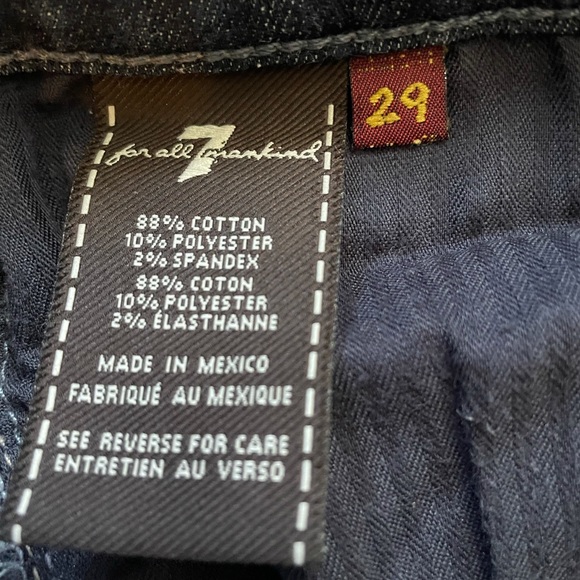 7
for all mankind
29
88% COTTON
10% POLYESTER
2% SPANDEX
88% COTON
10% POLYESTER
2% ÉLASTHANNE
MADE IN MEXICO
FABRIQUÉ AU MEXIQUE
SEE REVERSE FOR CARE
ENTRETIEN AU VERSO